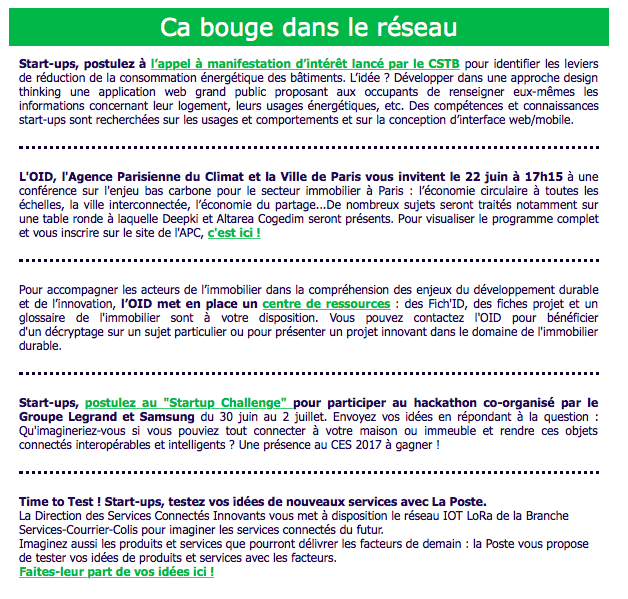 Ca bouge dans le réseau
Start-ups, postulez à l'appel à manifestation d'intérêt lancé par le CSTB pour identifier les leviers
de réduction de la consommation énergétique des bâtiments. L'idée ? Développer dans une approche design
thinking une application web grand public proposant aux occupants de renseigner eux-mêmes les
informations concernant leur logement, leurs usages énergétiques, etc. Des compétences et connaissances
start-ups sont recherchées sur les usages et comportements et sur la conception d'interface web/mobile.
L'OID, l'Agence Parisienne du Climat et la Ville de Paris vous invitent le 22 juin à 17h15 à une
conférence sur l'enjeu bas carbone pour le secteur immobilier à Paris : l'économie circulaire à toutes les
échelles, la ville interconnectée, l'économie du partage...De nombreux sujets seront traités notamment sur
une table ronde à laquelle Deepki et Altarea Cogedim seront présents. Pour visualiser le programme complet
et vous inscrire sur le site de l'APC, c'est ici !
Pour accompagner les acteurs de l'immobilier dans la compréhension des enjeux du développement durable
et de l'innovation, l'OID met en place un centre de ressources : des Fich'ID, des fiches projet et un
glossaire de l'immobilier sont à votre disposition. Vous pouvez contactez l'OID pour bénéficier
d'un décryptage sur un sujet particulier ou pour présenter un projet innovant dans le domaine de l'immobilier
durable.
Start-ups, postulez au "Startup Challenge" pour participer au hackathon co-organisé par le
Groupe Legrand et Samsung du 30 juin au 2 juillet. Envoyez vos idées en répondant à la question :
Qu'imagineriez-vous si vous pouviez tout connecter à votre maison ou immeuble et rendre ces objets
connectés interopérables et intelligents ? Une présence au CES 2017 à gagner !
Time to Test ! Start-ups, testez vos idées de nouveaux services avec La Poste.
La Direction des Services Connectés Innovants vous met à disposition le réseau IOT LoRa de la Branche
Services-Courrier-Colis pour imaginer les services connectés du futur.
Imaginez aussi les produits et services que pourront délivrer les facteurs de demain : la Poste vous propose
de tester vos idées de produits et services avec les facteurs.
Faites-leur part de vos idées ici !